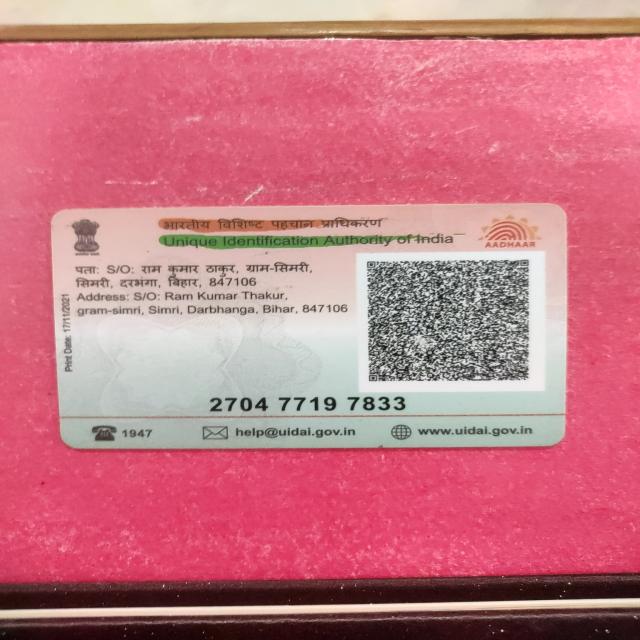 भारतीय विशिष्ट पहचान प्राधिकरण
Unique Identification Authority of India
AADHAAR
पता: S/O: राम कुमार ठाकुर, ग्राम-सिमरी,
सिमरी, दरभंगा, बिहार, 847106
Address: S/O: Ram Kumar Thakur,
gram-simri, Simri, Darbhanga, Bihar, 847106
Print Date: 17/11/2021
2704 7719 7833
1947
help@uidai.gov.in
www.uidai.gov.in